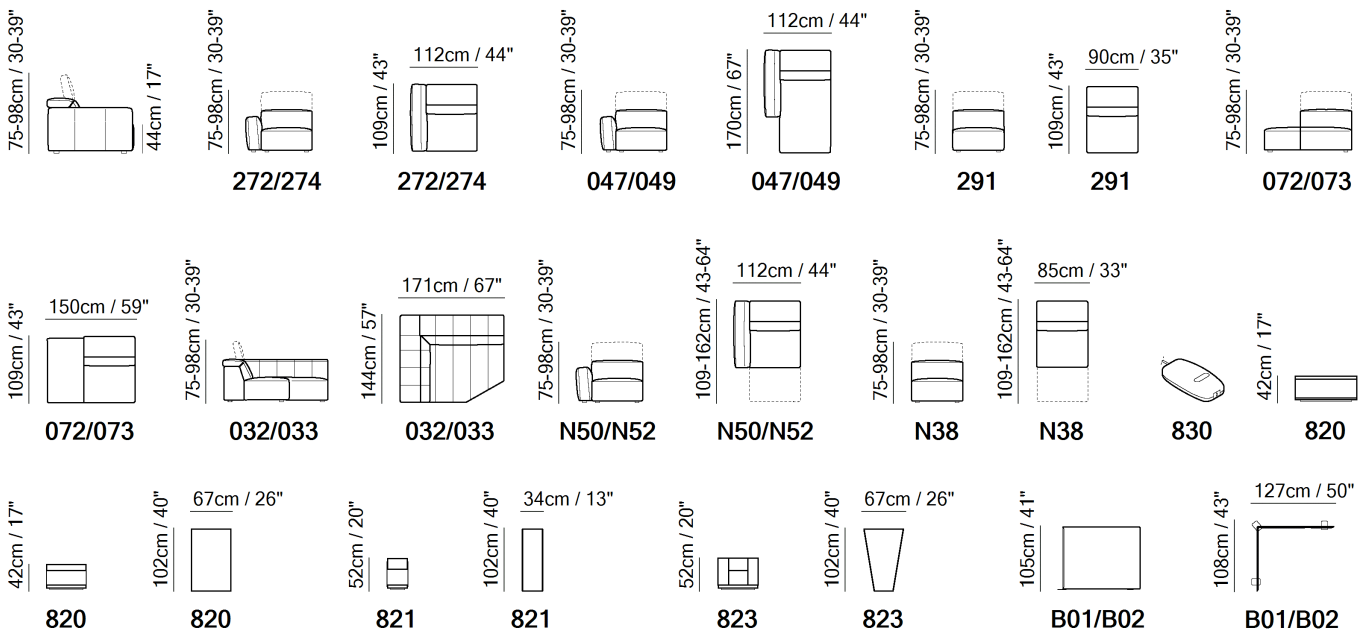 75-98cm / 30-39"
44cm / 17"
75-98cm / 30-39"
272/274
109cm / 43"
112cm / 44"
272/274
75-98cm / 30-39"
047/049
170cm / 67"
112cm / 44"
047/049
75-98cm / 30-39"
291
109cm / 43"
90cm / 35"
291
75-98cm / 30-39"
072/073
109cm / 43"
150cm / 59"
072/073
75-98cm / 30-39"
032/033
144cm / 57"
171cm / 67"
032/033
75-98cm / 30-39"
N50/N52
109-162cm / 43-64"
112cm / 44"
N50/N52
75-98cm / 30-39"
N38
109-162cm / 43-64"
85cm / 33"
N38
830
42cm / 17"
820
42cm / 17"
820
102cm / 40"
67cm / 26"
820
52cm / 20"
821
102cm / 40"
34cm / 13"
821
52cm / 20"
823
102cm / 40"
67cm / 26"
823
105cm / 41"
B01/B02
108cm / 43"
127cm / 50"
B01/B02